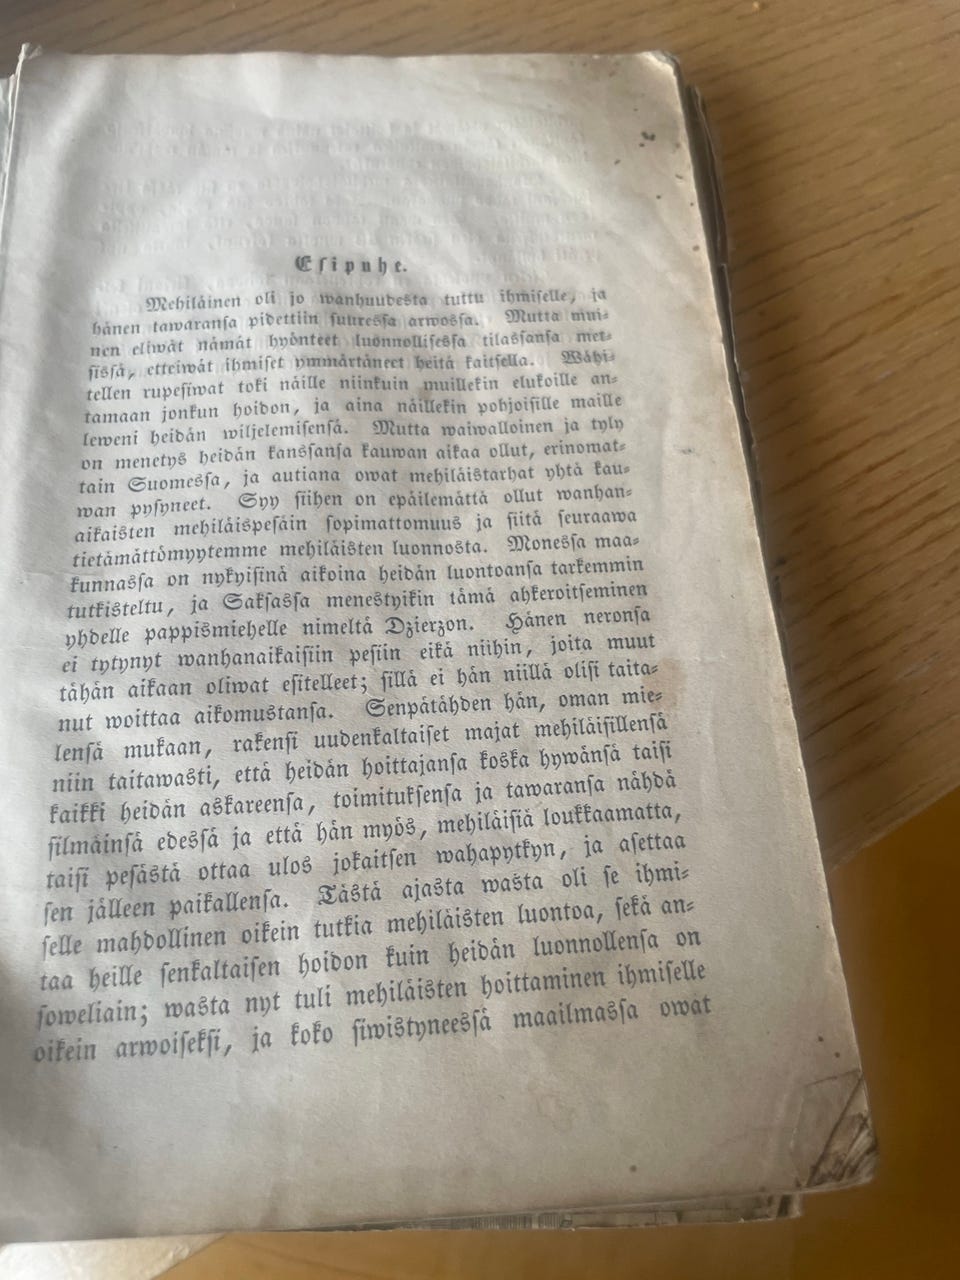 Esipuhe.
Mehiläinen oli jo wanhuudesta tuttu ihmiselle, ja
hänen tawaransa pidettiin suuressa arwossa. Mutta mui-
nen eliwät nämät hyönteet luonnollisessa tilassansa met-
sissä, etteiwät ihmiset ymmärtäneet heitä kaitsella. Wähi-
tellen rupesiwat toki näille niinkuin muillekin elukoille an-
tamaan jonkun hoidon, ja aina näillekin pohjoisille maille
leweni heidän wiljelemisensä. Mutta waiwalloinen ja tyly
on menetys heidän kanssansa kauwan aikaa ollut, erinomat-
tain Suomessa, ja autiana owat mehiläistarhat yhtä kau-
wan pysyneet. Syy siihen on epäilemättä ollut wanhan-
aikaisten mehiläispesäin sopimattomuus ja siitä seuraawa
tietämättömyytemme mehiläisten luonnosta. Monessa maa-
kunnassa on nykyisinä aikoina heidän luontoansa tarkemmin
tutkisteltu, ja Saksassa menestyikin tämä ahkeroitseminen
yhdelle pappismiehelle nimeltä Dzierzon. Hänen neronsa
ei tytynyt wanhanaikaisiin pesiin eikä niihin, joita muut
tähän aikaan oliwat esitelleet; sillä ei hän niillä olisi taita-
nut woittaa aikomustansa. Senpätähden hän, oman mie-
lensä mukaan, rakensi uudenkaltaiset majat mehiläisillensä
niin taitawasti, että heidän hoittajansa koska hywänsä taisi
kaikki heidän askareensa, toimituksensa ja tawaransa nähdä
silmäinsä edessä ja että hän myös, mehiläisiä loukkaamatta,
taisi pesästä ottaa ulos jokaitsen wahapytkyn, ja asettaa
sen jälleen paikallensa. Tästä ajasta wasta oli se ihmi-
selle mahdollinen oikein tutkia mehiläisten luontoa, sekä an-
taa heille senkaltaisen hoidon kuin heidän luonnollensa on
soweliain; wasta nyt tuli mehiläisten hoittaminen ihmiselle
oikein arwoiseksi, ja koko siwistyneessä maailmassa owat